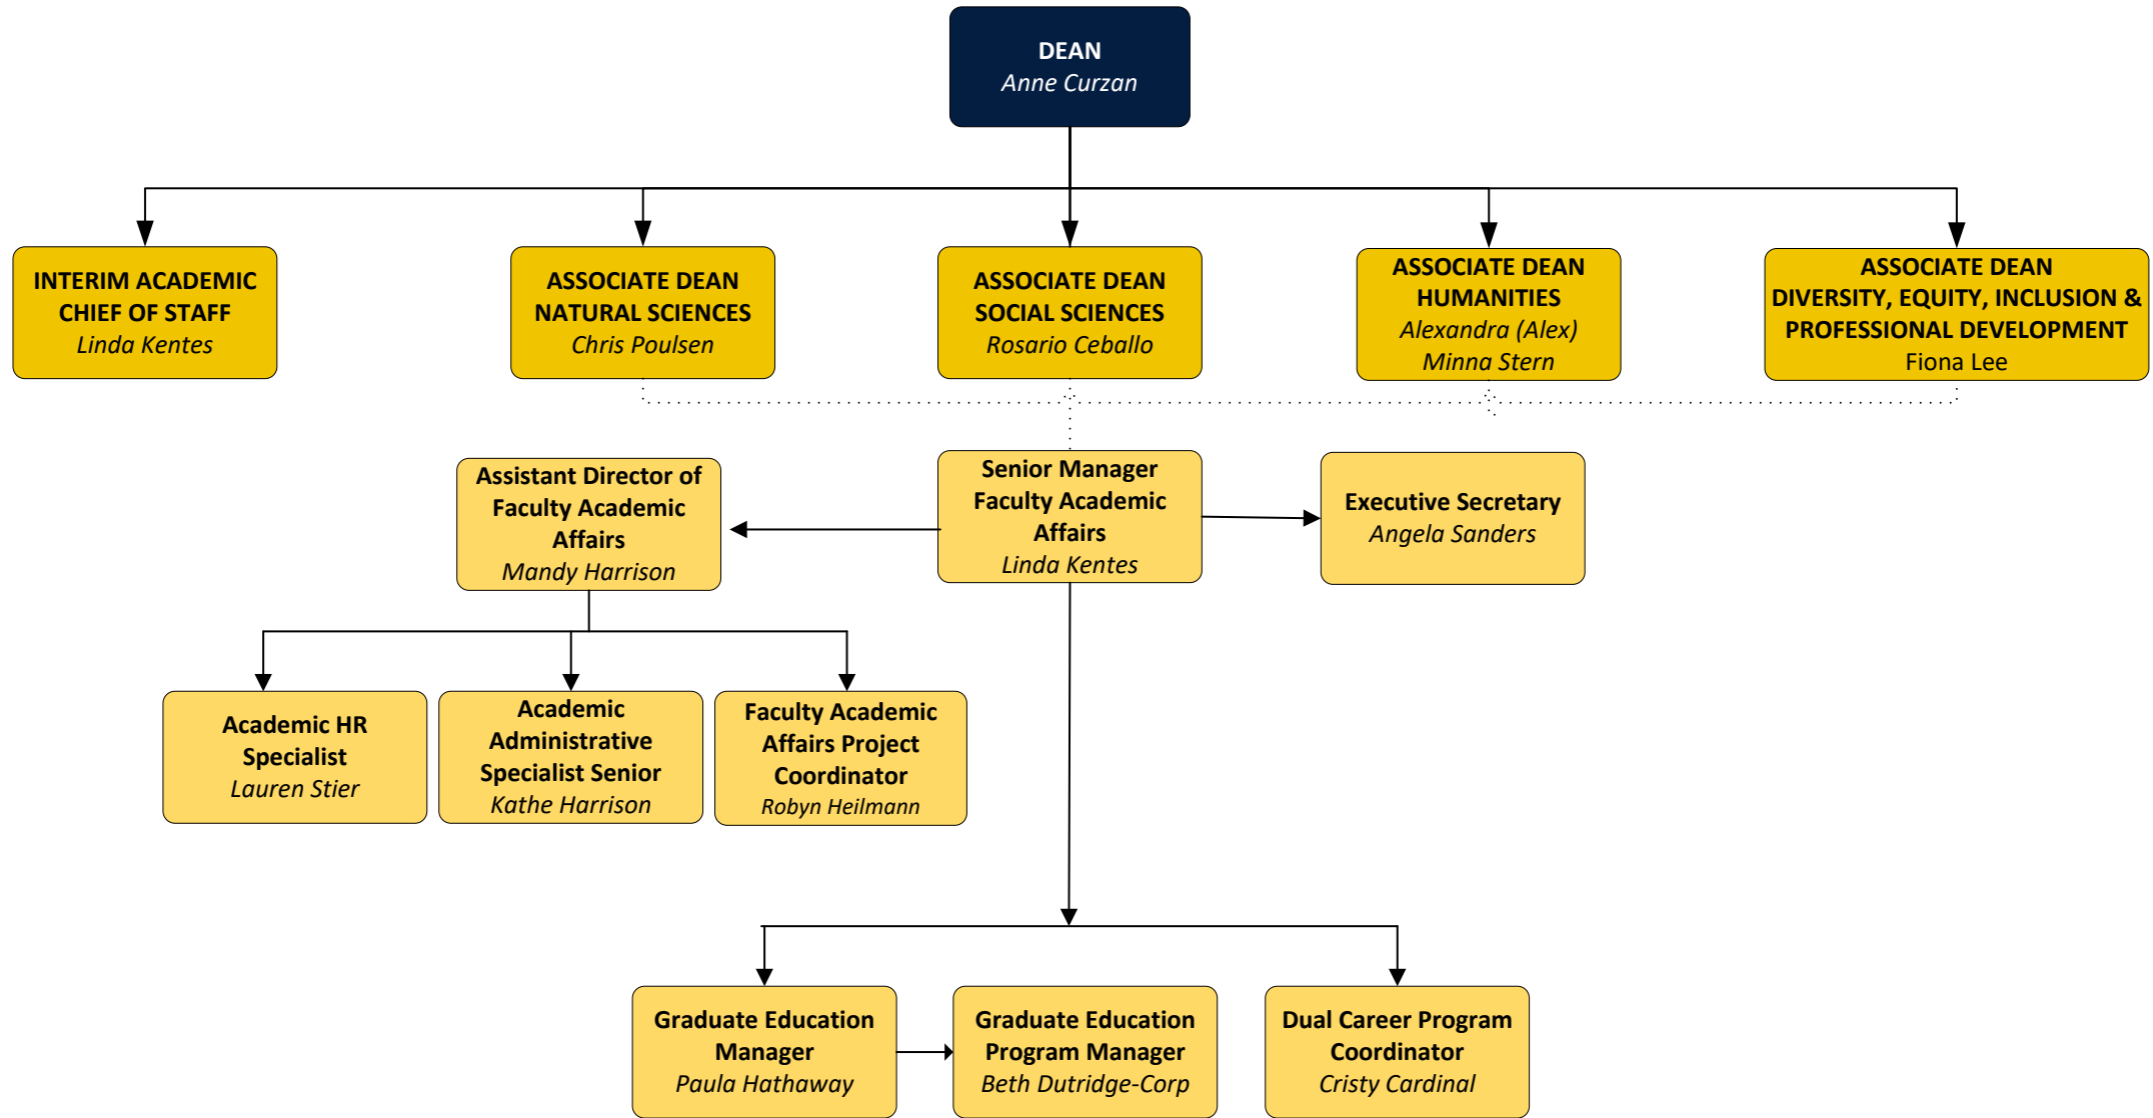 DEAN
Anne Curzan
INTERIM ACADEMIC
CHIEF OF STAFF
Linda Kentes
ASSOCIATE DEAN
NATURAL SCIENCES
Chris Poulsen
ASSOCIATE DEAN
SOCIAL SCIENCES
Rosario Ceballo
ASSOCIATE DEAN
HUMANITIES
Alexandra (Alex)
Minna Stern
ASSOCIATE DEAN
DIVERSITY, EQUITY, INCLUSION &
PROFESSIONAL DEVELOPMENT
Fiona Lee
Assistant Director of
Faculty Academic
Affairs
Mandy Harrison
Senior Manager
Faculty Academic
Affairs
Linda Kentes
Executive Secretary
Angela Sanders
Academic HR
Specialist
Lauren Stier
Academic
Administrative
Specialist Senior
Kathe Harrison
Faculty Academic
Affairs Project
Coordinator
Robyn Heilmann
Graduate Education
Manager
Paula Hathaway
Graduate Education
Program Manager
Beth Dutridge-Corp
Dual Career Program
Coordinator
Cristy Cardinal